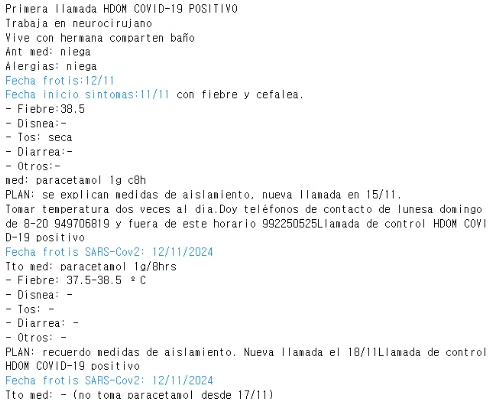 Primera llamada HDOM COVID-19 POSITIVO
Trabaja en neurocirujano
Vive con hermana comparten baño
Ant med: niega
Alergias: niega
Fecha frotis:12/11
Fecha inicio sintomas:11/11 con fiebre y cefalea.
- Fiebre:38.5
- Disnea:-
- Tos: seca
- Diarrea:-
- Otros:-
med: paracetamol 1g c8h
PLAN: se explican medidas de aislamiento, nueva llamada en 15/11.
Tomar temperatura dos veces al dia.Doy teléfonos de contacto de lunesa domingo
de 8-20 949706819 y fuera de este horario 992250525Llamada de control HDOM COVI
D-19 positivo
Fecha frotis SARS-Cov2: 12/11/2024
Tto med: paracetamol 1g/8hrs
- Fiebre: 37.5-38.5 ºC
- Disnea: -
- Tos: -
- Diarrea: -
- Otros: -
PLAN: recuerdo medidas de aislamiento. Nueva llamada el 18/11Llamada de control
HDOM COVID-19 positivo
Fecha frotis SARS-Cov2: 12/11/2024
Tto med: - (no toma paracetamol desde 17/11)